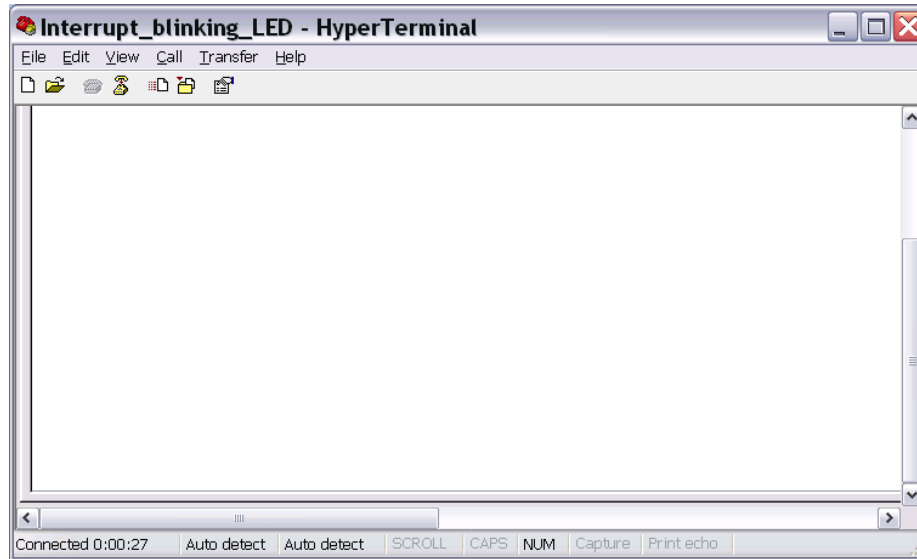 Interrupt_blinking_LED - HyperTerminal
File Edit View Call Transfer Help
Connected 0:00:27 Auto detect Auto detect SCROLL CAPS NUM Capture Print echo